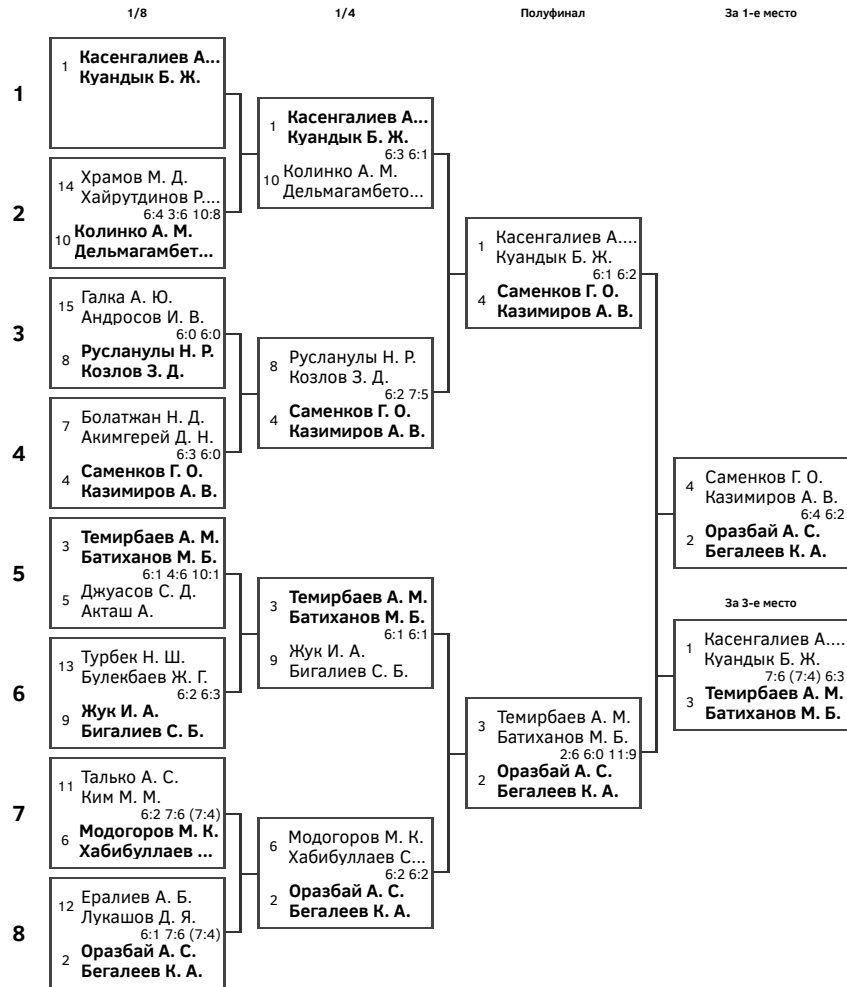 1/8
1/4
Полуфинал
За 1-е место
1
1
Касенгалиев А...
Куандык Б. Ж.
2
14
Храмов М. Д.
Хайрутдинов Р....
6:4 3:6 10:8
10
Колинко А. М.
Дельмагамбет...
3
15
Галка А. Ю.
Андросов И. В.
6:0 6:0
8
Русланулы Н. Р.
Козлов З. Д.
4
7
Болатжан Н. Д.
Акимгерей Д. Н.
6:3 6:0
4
Саменков Г. О.
Казимиров А. В.
5
3
Темирбаев А. М.
Батиханов М. Б.
6:1 4:6 10:1
5
Джуасов С. Д.
Акташ А.
6
13
Турбек Н. Ш.
Булекбаев Ж. Г.
6:2 6:3
9
Жук И. А.
Бигалиев С. Б.
7
11
Талько А. С.
Ким М. М.
6:2 7:6 (7:4)
6
Модогоров М. К.
Хабибуллаев ...
8
12
Ералиев А. Б.
Лукашов Д. Я.
6:1 7:6 (7:4)
2
Оразбай А. С.
Бегалеев К. А.
1
Касенгалиев А...
Куандык Б. Ж.
6:3 6:1
10
Колинко А. М.
Дельмагамбето...
8
Русланулы Н. Р.
Козлов З. Д.
6:2 7:5
4
Саменков Г. О.
Казимиров А. В.
3
Темирбаев А. М.
Батиханов М. Б.
6:1 6:1
9
Жук И. А.
Бигалиев С. Б.
6
Модогоров М. К.
Хабибуллаев С...
6:2 6:2
2
Оразбай А. С.
Бегалеев К. А.
1
Касенгалиев А....
Куандык Б. Ж.
6:1 6:2
4
Саменков Г. О.
Казимиров А. В.
3
Темирбаев А. М.
Батиханов М. Б.
2:6 6:0 11:9
2
Оразбай А. С.
Бегалеев К. А.
4
Саменков Г. О.
Казимиров А. В.
6:4 6:2
2
Оразбай А. С.
Бегалеев К. А.
За 3-е место
1
Касенгалиев А....
Куандык Б. Ж.
7:6 (7:4) 6:3
3
Темирбаев А. М.
Батиханов М. Б.